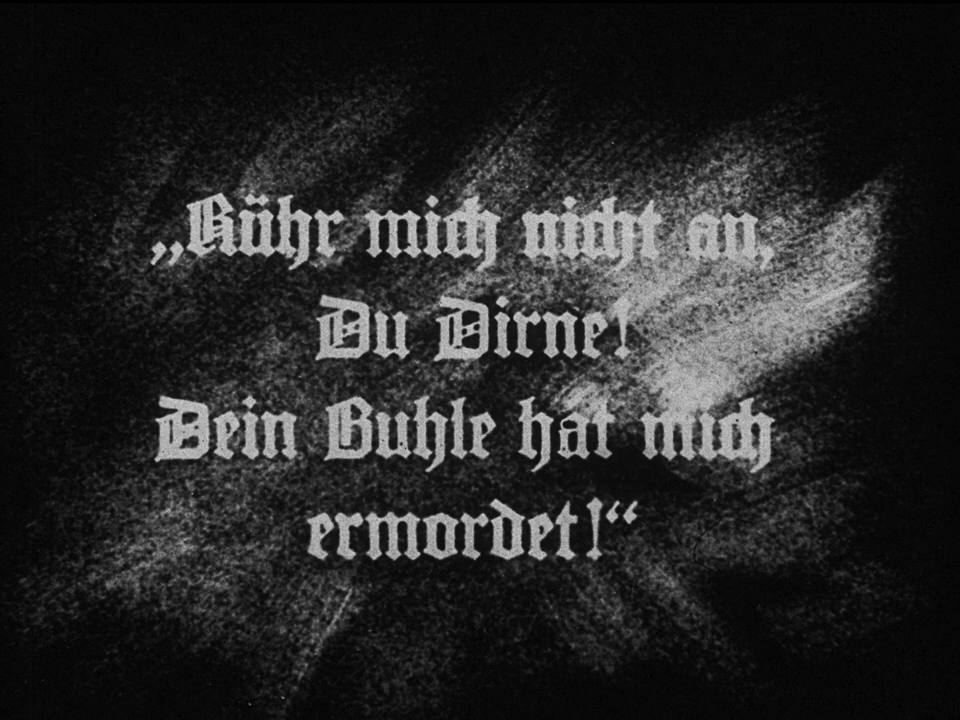 „Rühr mich nicht an,
Du Dirne!
Dein Buhle hat mich
ermordet!“